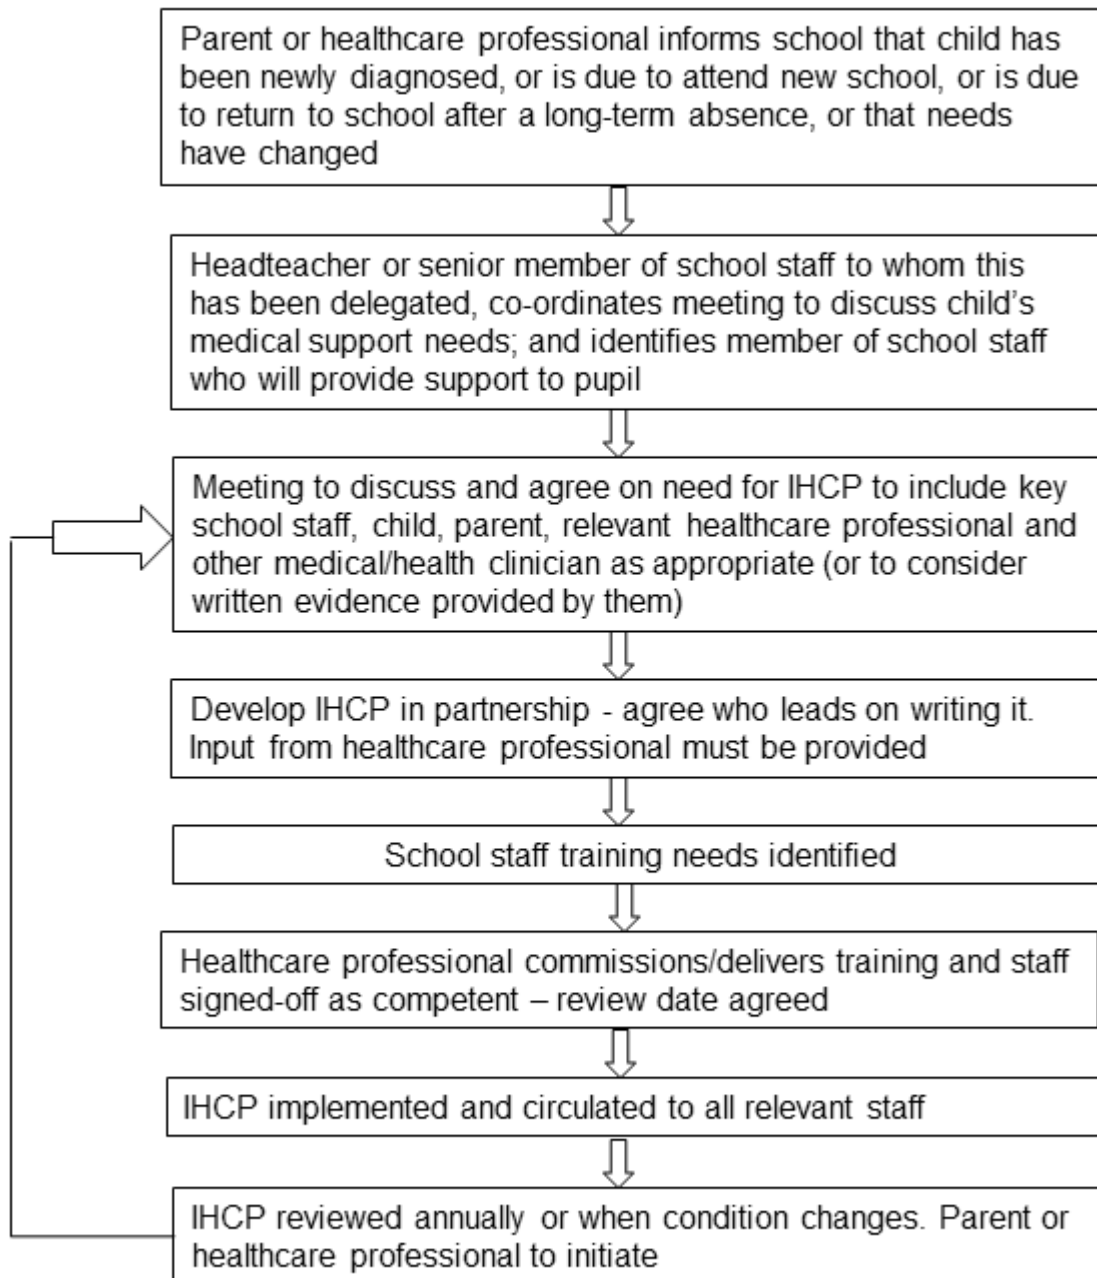 Parent or healthcare professional informs school that child has
been newly diagnosed, or is due to attend new school, or is due
to return to school after a long-term absence, or that needs
have changed
Headteacher or senior member of school staff to whom this
has been delegated, co-ordinates meeting to discuss child’s
medical support needs; and identifies member of school staff
who will provide support to pupil
Meeting to discuss and agree on need for IHCP to include key
school staff, child, parent, relevant healthcare professional and
other medical/health clinician as appropriate (or to consider
written evidence provided by them)
Develop IHCP in partnership - agree who leads on writing it.
Input from healthcare professional must be provided
School staff training needs identified
Healthcare professional commissions/delivers training and staff
signed-off as competent – review date agreed
IHCP implemented and circulated to all relevant staff
IHCP reviewed annually or when condition changes. Parent or
healthcare professional to initiate